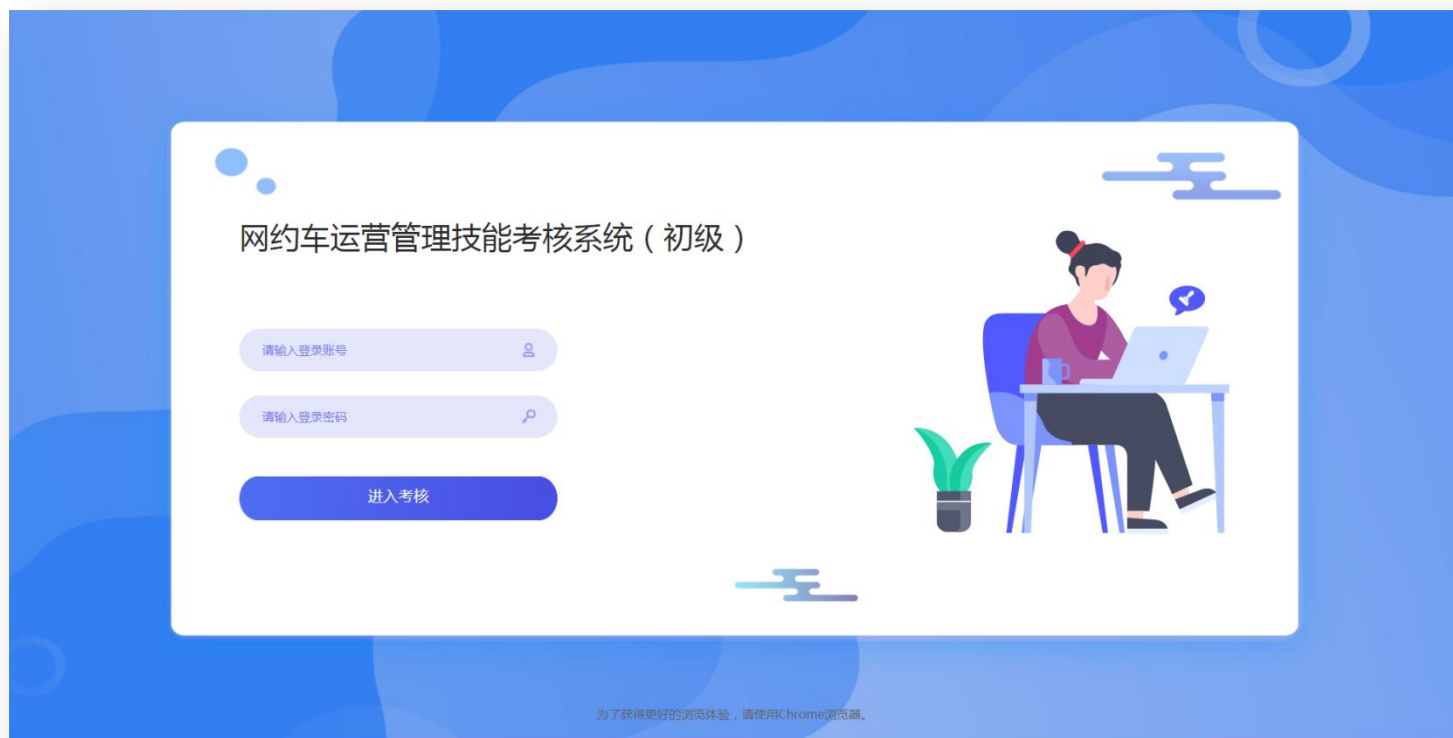 网约车运营管理技能考核系统（初级）
请输入登录账号
请输入登录密码
进入考核
为了获得更好的浏览体验，请使用Chrome浏览器。